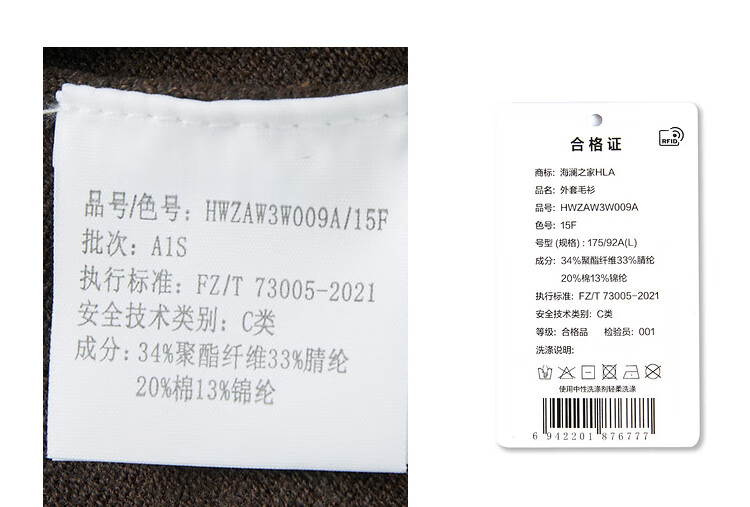 品号/色号: HWZAW3W009A/15F
批次: A1S
执行标准: FZ/T 73005-2021
安全技术类别: C类
成分: 34%聚酯纤维33%腈纶
20%棉13%锦纶
合格证
RFID
商标: 海澜之家HLA
品名: 外套毛衫
品号: HWZAW3W009A
色号: 15F
号型 (规格) : 175/92A(L)
成分: 34%聚酯纤维33%腈纶
20%棉13%锦纶
执行标准: FZ/T 73005-2021
安全技术类别: C类
等级: 合格品 检验员: 001
洗涤说明:
使用中性洗涤剂轻柔洗涤
6 942201 876777